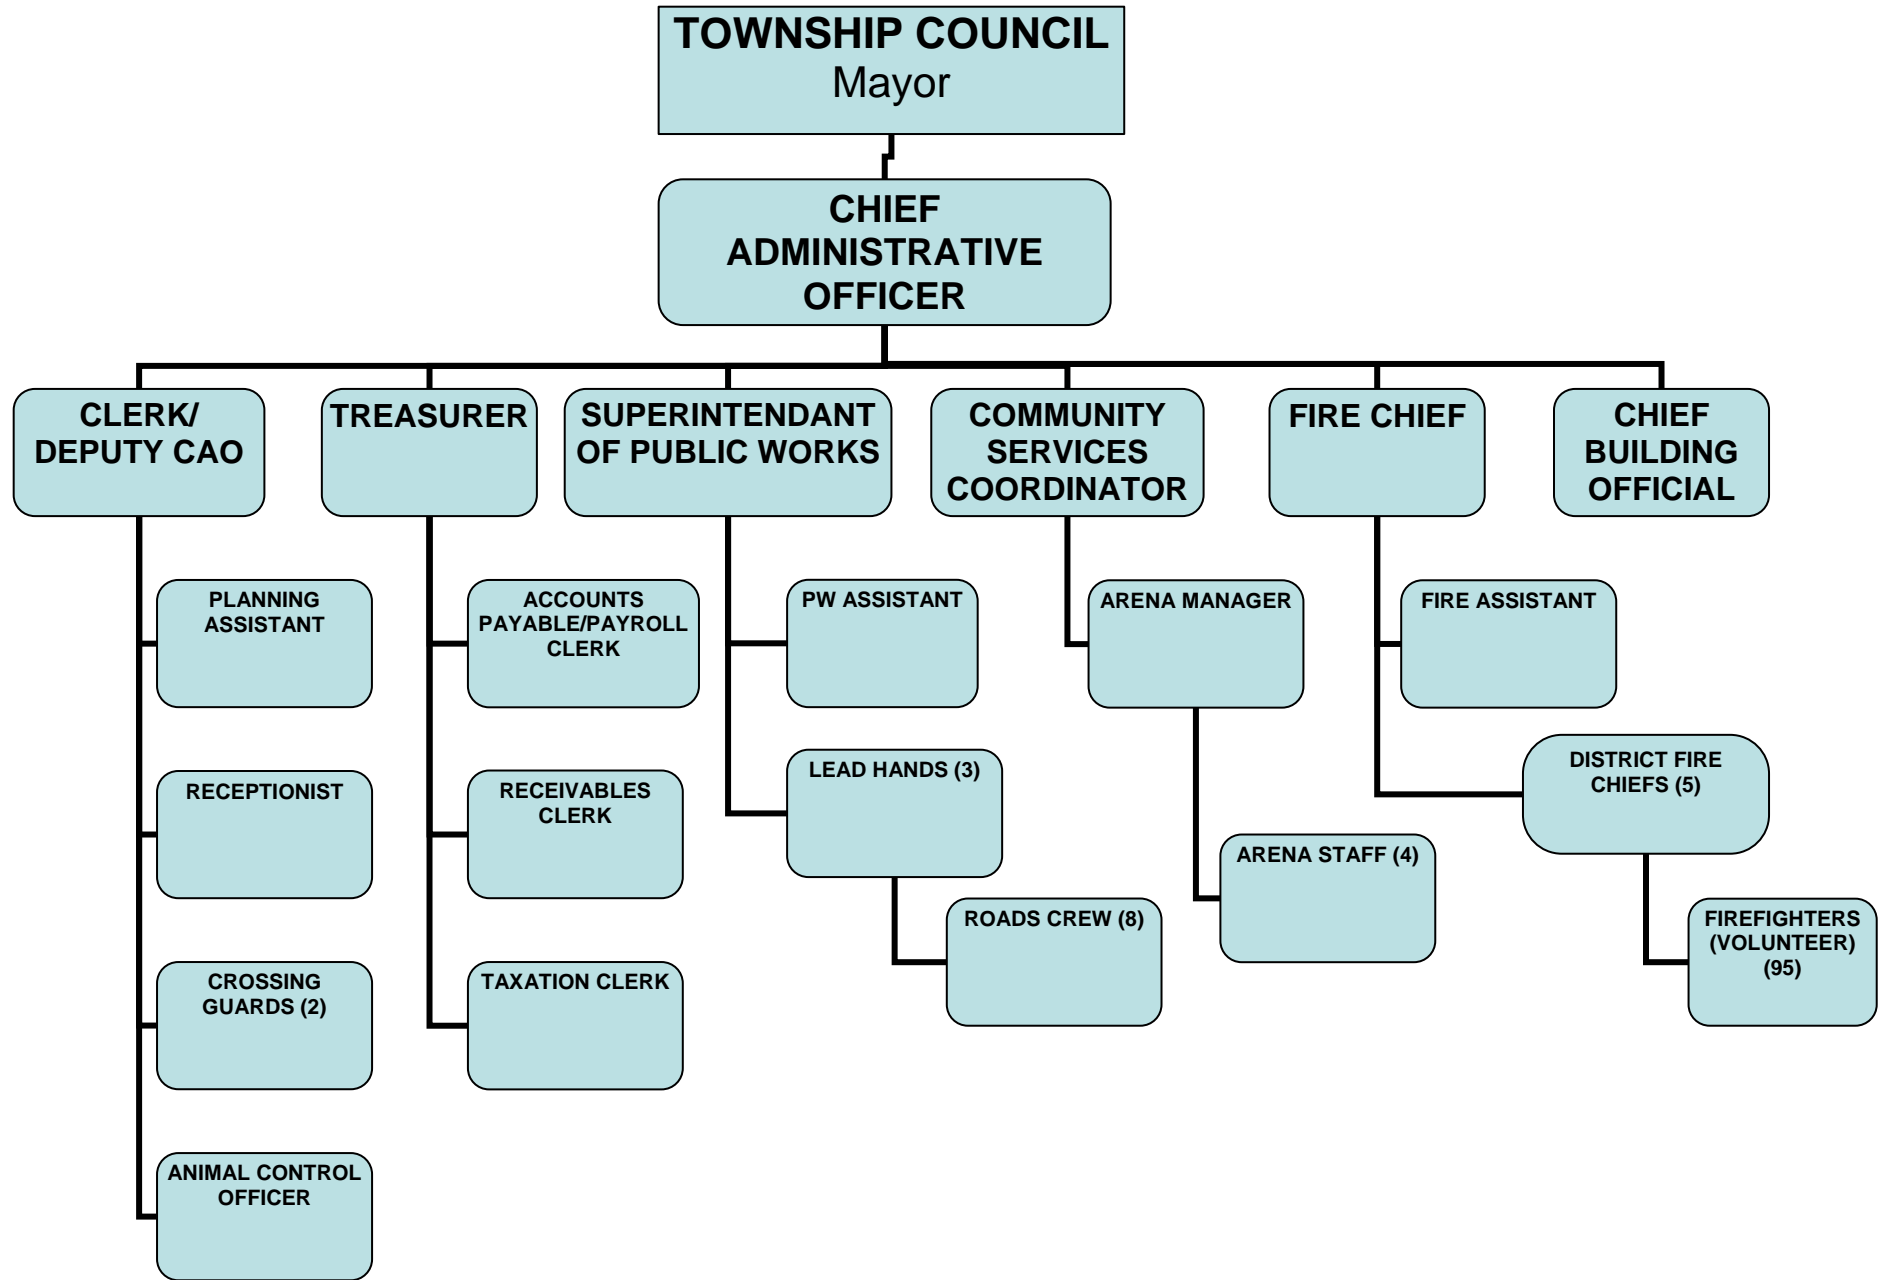 TOWNSHIP COUNCIL
Mayor
CHIEF
ADMINISTRATIVE
OFFICER
CLERK/
DEPUTY CAO
TREASURER
SUPERINTENDANT
OF PUBLIC WORKS
COMMUNITY
SERVICES
COORDINATOR
FIRE CHIEF
CHIEF
BUILDING
OFFICIAL
PLANNING
ASSISTANT
ACCOUNTS
PAYABLE/PAYROLL
CLERK
PW ASSISTANT
ARENA MANAGER
FIRE ASSISTANT
LEAD HANDS (3)
DISTRICT FIRE
CHIEFS (5)
RECEPTIONIST
RECEIVABLES
CLERK
ARENA STAFF (4)
ROADS CREW (8)
FIREFIGHTERS
(VOLUNTEER)
(95)
CROSSING
GUARDS (2)
TAXATION CLERK
ANIMAL CONTROL
OFFICER